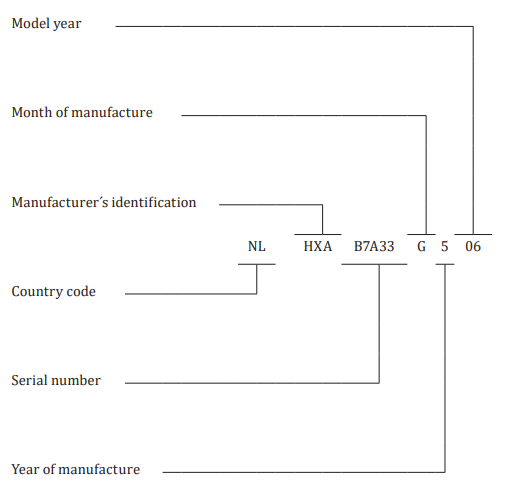 Model year
Month of manufacture
Manufacturer´s identification
NL HXA B7A33 G 5 06
Country code
Serial number
Year of manufacture